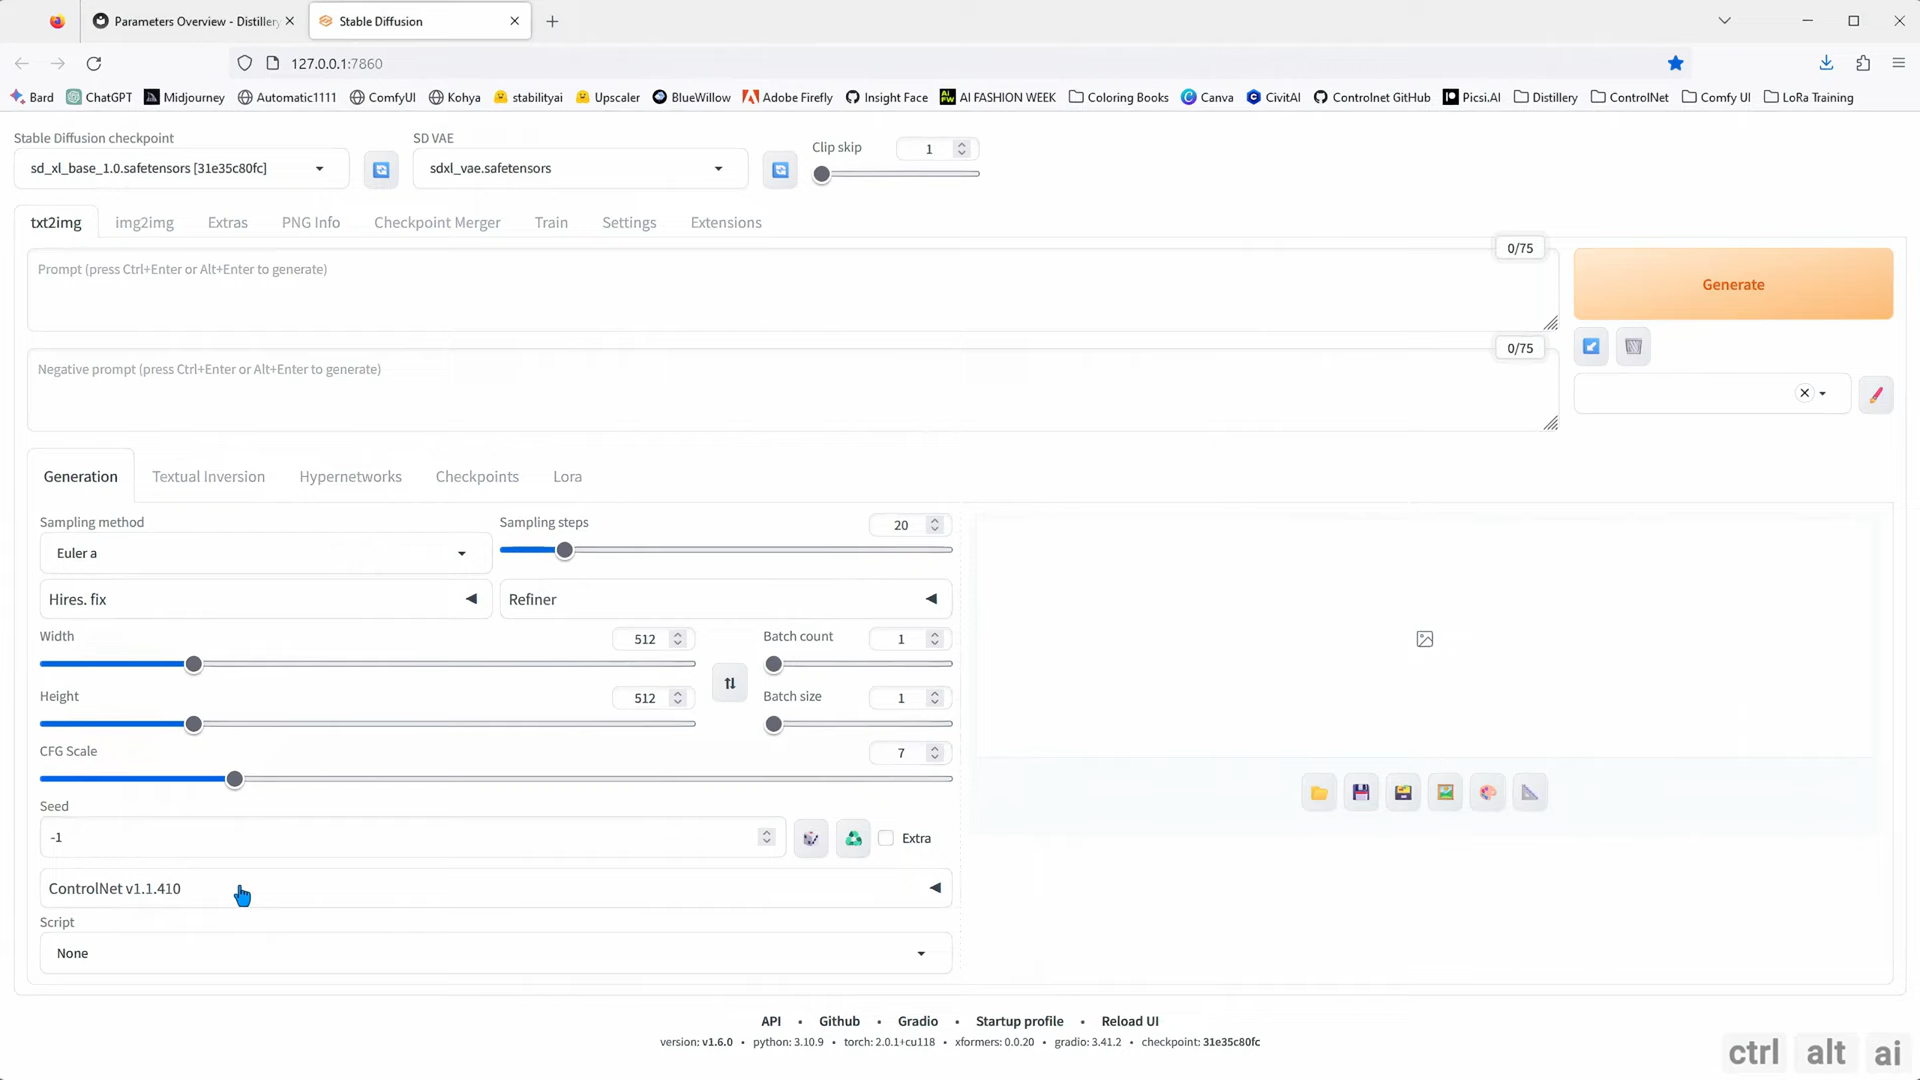 Parameters Overview - Distillery
Stable Diffusion
127.0.0.1:7860
Bard ChatGPT Midjourney Automatic1111 ComfyUI Kohya stabilityai Upscaler BlueWillow Adobe Firefly Insight Face AI FASHION WEEK Coloring Books Canva CivitAI Controlnet GitHub Picsi.AI Distillery ControlNet Comfy UI LoRa Training
Stable Diffusion checkpoint
SD VAE
Clip skip
1
sd_xl_base_1.0.safetensors [31e35c80fc]
sdxl_vae.safetensors
txt2img img2img Extras PNG Info Checkpoint Merger Train Settings Extensions
0/75
Prompt (press Ctrl+Enter or Alt+Enter to generate)
Generate
0/75
Negative prompt (press Ctrl+Enter or Alt+Enter to generate)
Generation Textual Inversion Hypernetworks Checkpoints Lora
Sampling method
Sampling steps
20
Euler a
Hires. fix
Refiner
Width
512
Batch count
1
Height
512
Batch size
1
CFG Scale
7
Seed
-1
Extra
ControlNet v1.1.410
Script
None
API • Github • Gradio • Startup profile • Reload UI
version: v1.6.0 • python: 3.10.9 • torch: 2.0.1+cu118 • xformers: 0.0.20 • gradio: 3.41.2 • checkpoint: 31e35c80fc
ctrl alt ai